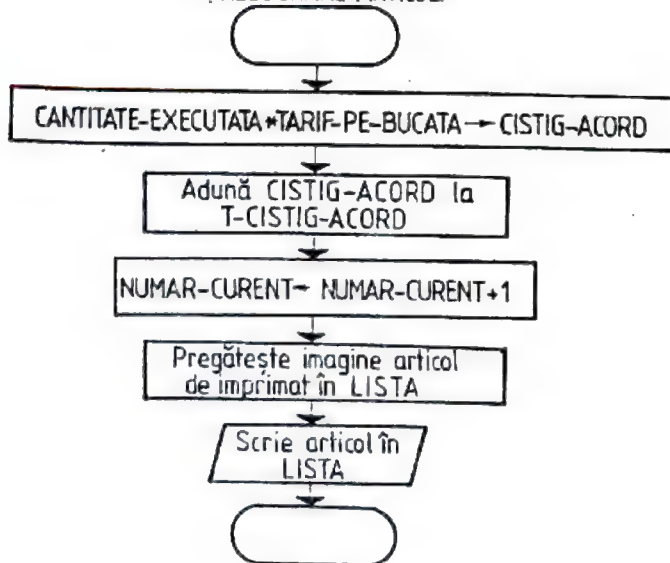 CANTITATE-EXECUTATA*TARIF-PE-BUCATA→CISTIG-ACORD
Adună CISTIG-ACORD la
T-CISTIG-ACORD
NUMAR-CURENT← NUMAR-CURENT+1
Pregăteşte imagine articol
de imprimat în LISTA
Scrie articol în
LISTA